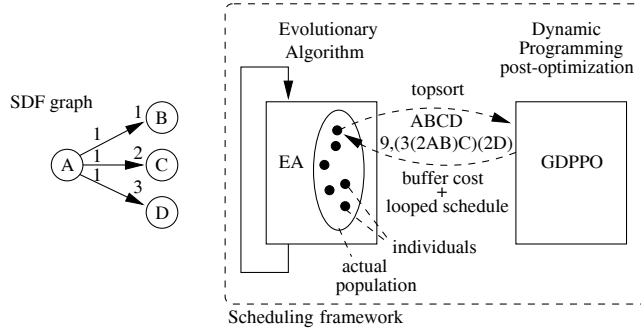 Evolutionary
Algorithm
Dynamic
Programming
post-optimization
SDF graph
A
1
1
B
1
2
C
1
3
D
EA
topsort
ABCD
9,(3(2AB)C)(2D)
buffer cost
+
looped schedule
GDPPO
individuals
actual
population
Scheduling framework